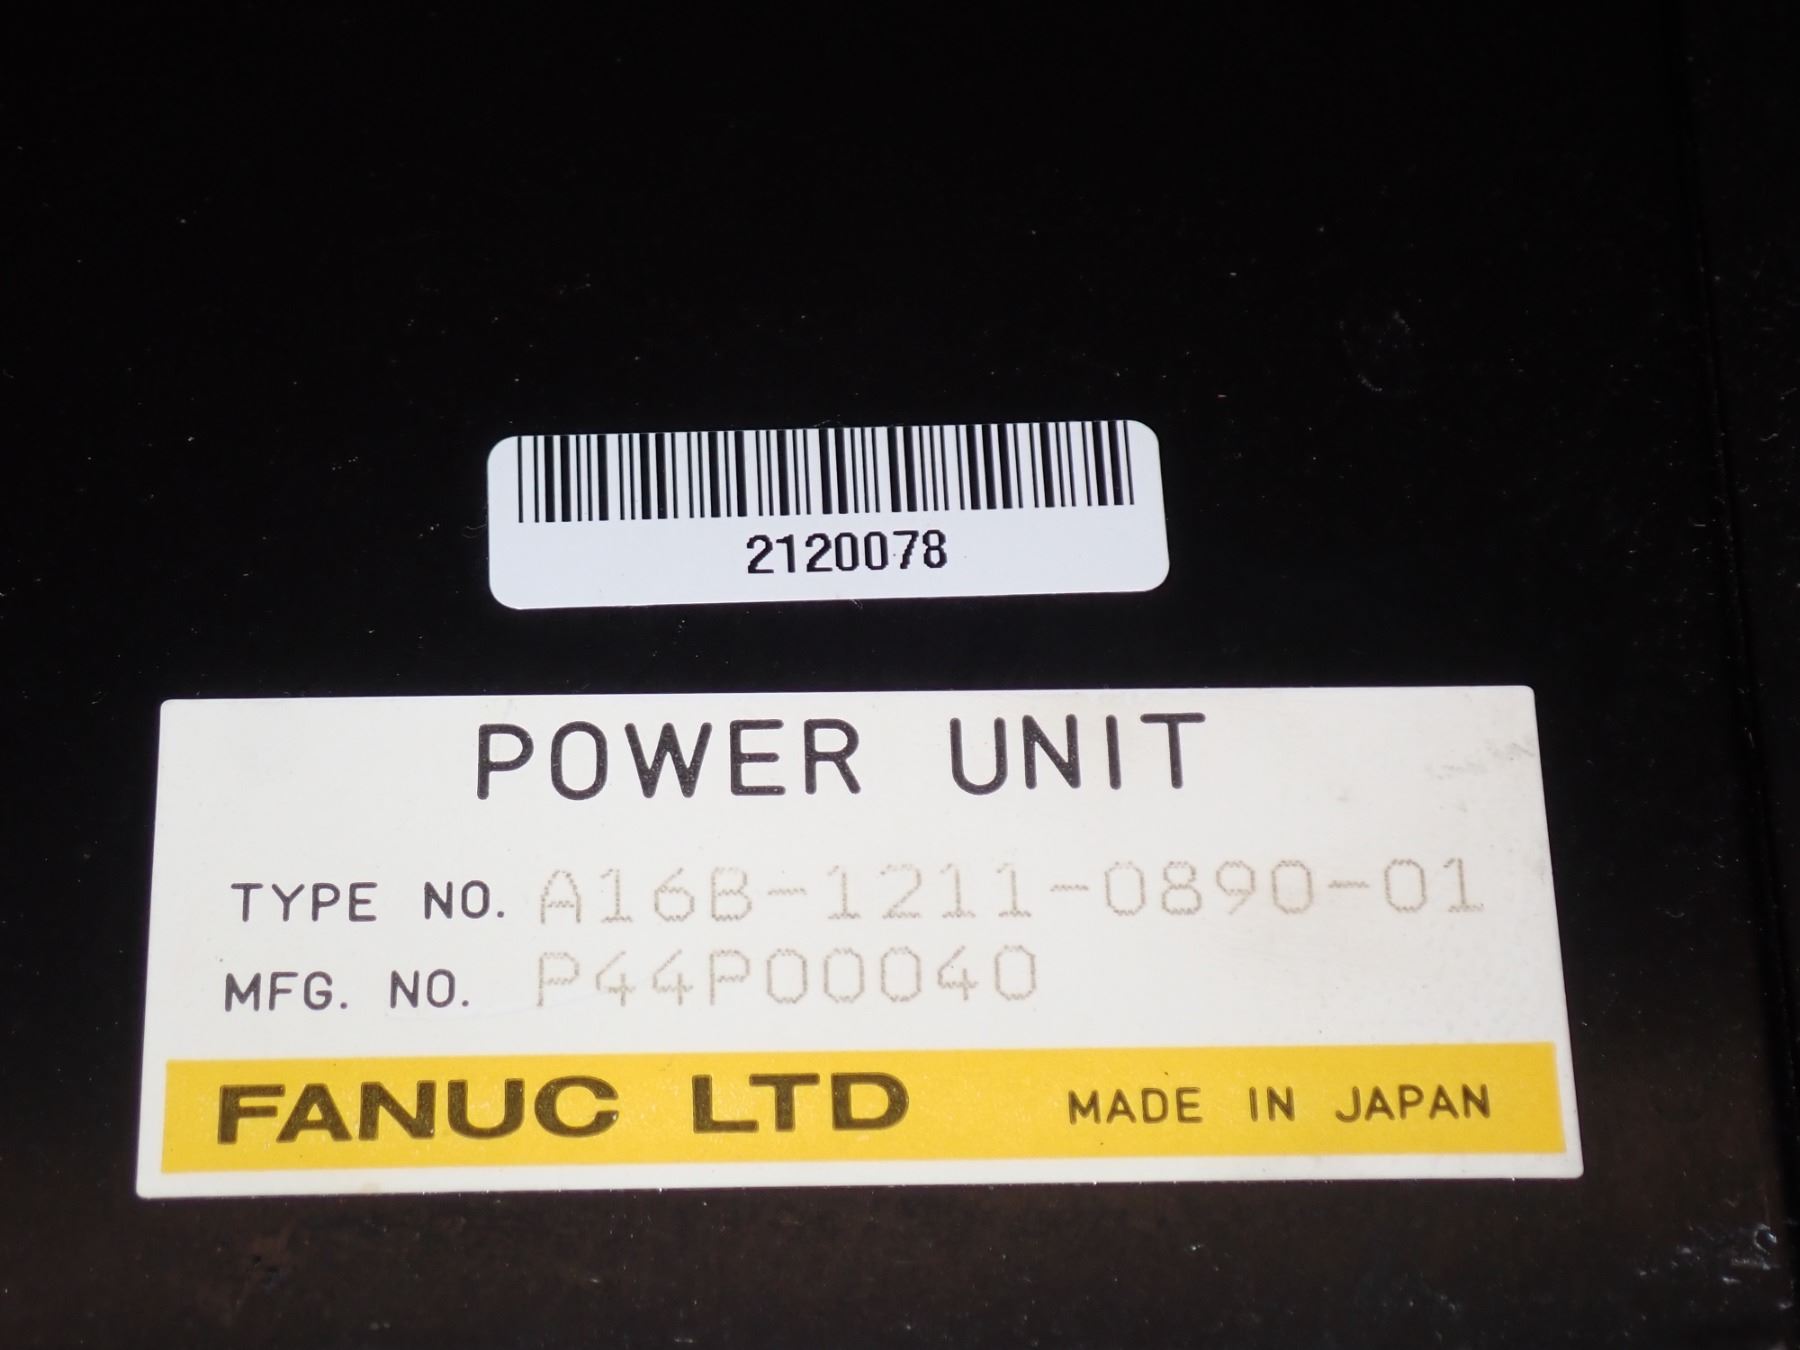 2120078
POWER UNIT
TYPE NO. A16B-1211-0890-01
MFG. NO. P44P00040
FANUC LTD MADE IN JAPAN